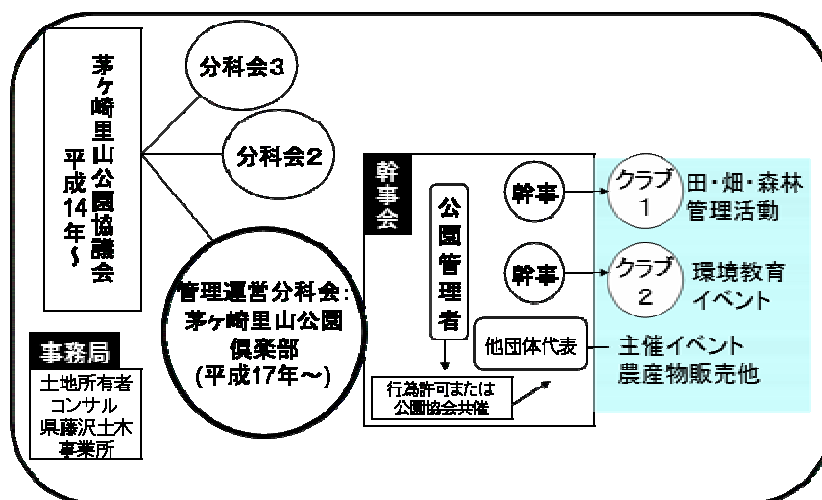 茅ヶ崎里山公園協議会
平成14年~
分科会3
分科会2
管理運営分科会:
茅ヶ崎里山公園
倶楽部
(平成17年~)
事務局
土地所有者
コンサル
県藤沢土木
事業所
幹事会
公園管理者
行為許可または
公園協会共催
幹事
幹事
他団体代表
クラブ
1
田・畑・森林
管理活動
クラブ
2
環境教育
イベント
主催イベント
農産物販売他